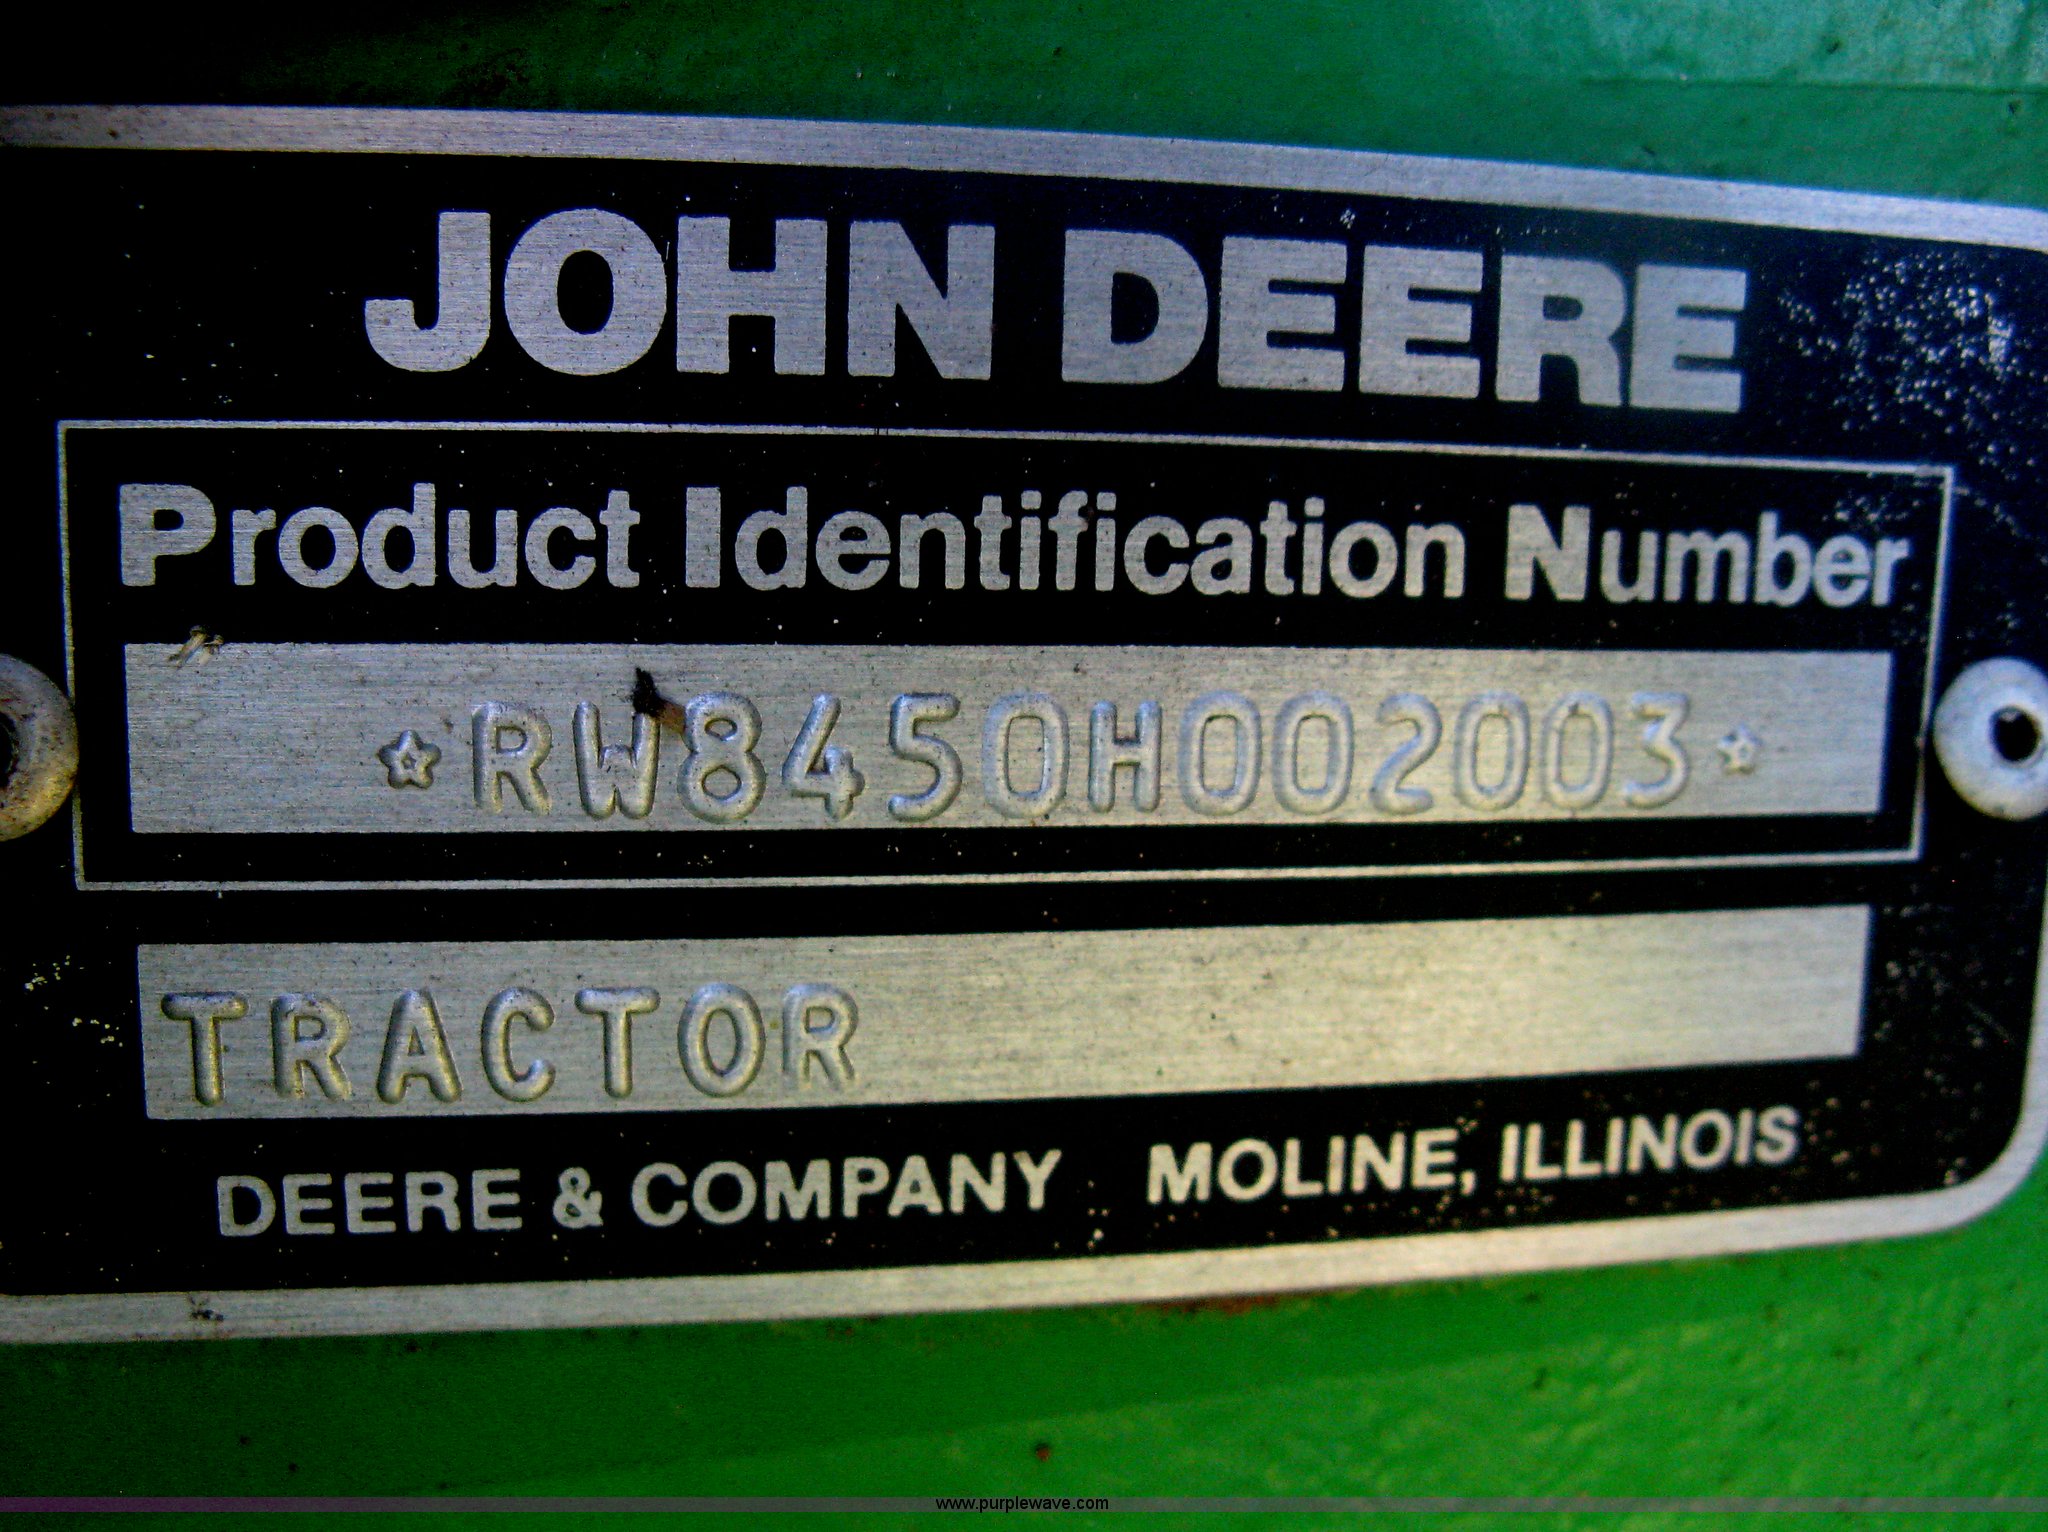 JOHN DEERE
Product Identification Number
☆RW8450H002003☆
TRACTOR
DEERE & COMPANY MOLINE, ILLINOIS
www.purplewave.com